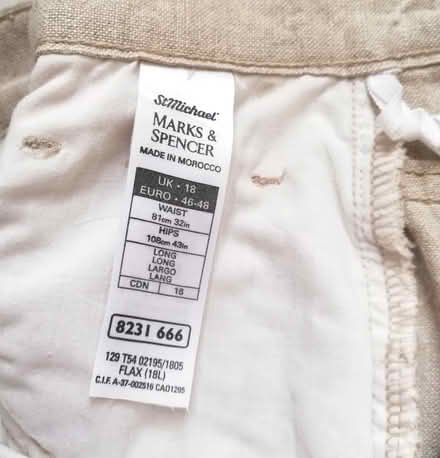 StMichael
MARKS &
SPENCER
MADE IN MOROCCO
UK • 18
EURO • 46-48
WAIST
81cm 32in
HIPS
108cm 43in
LONG
LONG
LARGO
LANG
CDN 18
8231 666
129 T54 02195/1805
FLAX (18L)
C.I.F. A-37-002516 CA01295